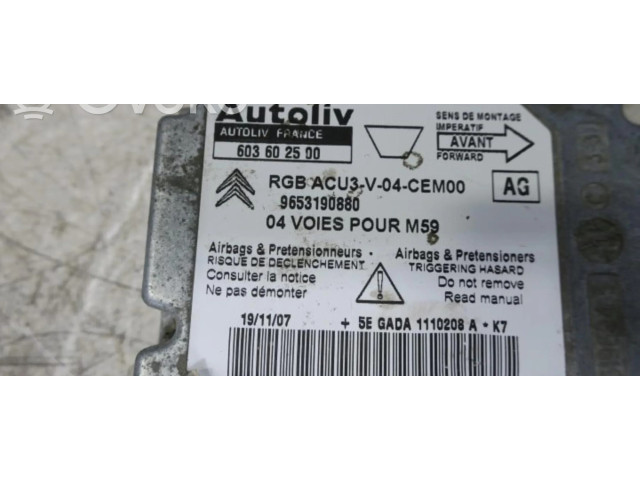 Autoliv
AUTOLIV FRANCE
603 60 25 00
SENS DE MONTAGE
IMPERATIF
AVANT
FORWARD
RGB ACU3-V-04-CEM00
AG
9653190880
04 VOIES POUR M59
Airbags & Pretensionneurs
RISQUE DE DECLENCHEMENT
Consulter la notice
Ne pas démonter
Airbags & Pretensioners
TRIGGERING HASARD
Do not remove
Read manual
19/11/07 + 5E GADA 1110208 A * K7